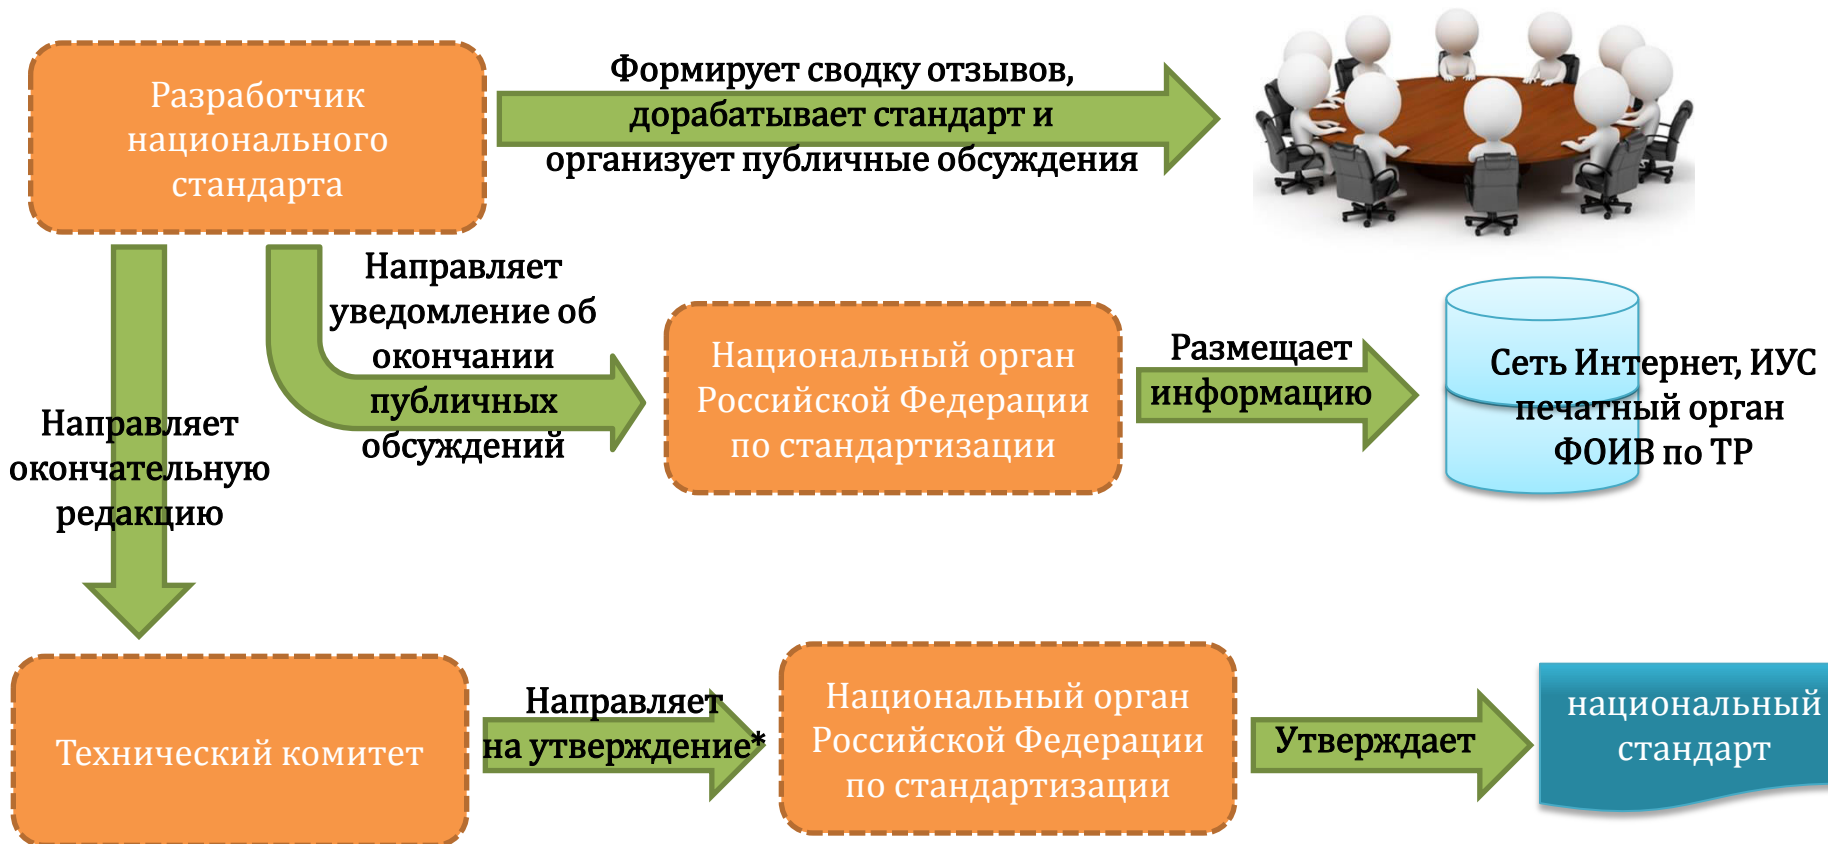 Разработчик
национального
стандарта
Формирует сводку отзывов,
дорабатывает стандарт и
организует публичные обсуждения
Направляет
уведомление об
окончании
публичных
обсуждений
Национальный орган
Российской Федерации
по стандартизации
Размещает
информацию
Сеть Интернет, ИУС
печатный орган
ФОИВ по ТР
Направляет
окончательную
редакцию
Технический комитет
Направляет
на утверждение*
Национальный орган
Российской Федерации
по стандартизации
Утверждает
национальный
стандарт